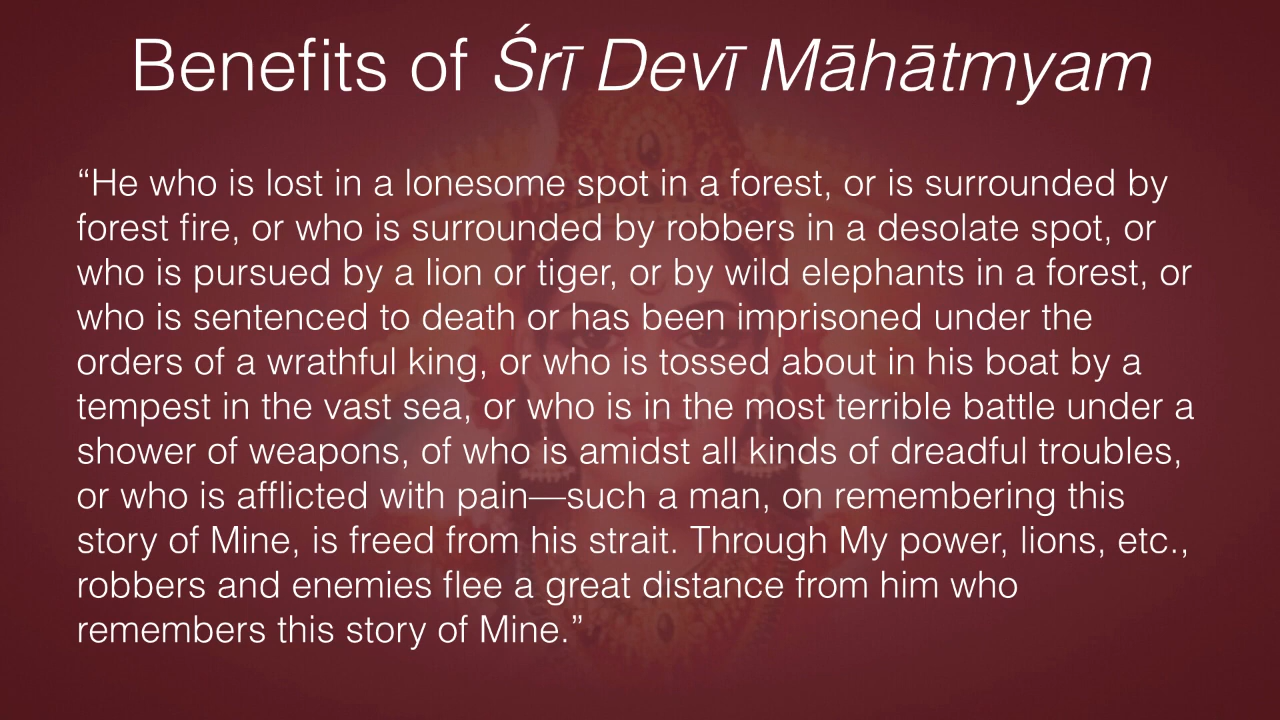 Benefits of Śrī Devī Māhātmyam
“He who is lost in a lonesome spot in a forest, or is surrounded by
forest fire, or who is surrounded by robbers in a desolate spot, or
who is pursued by a lion or tiger, or by wild elephants in a forest, or
who is sentenced to death or has been imprisoned under the
orders of a wrathful king, or who is tossed about in his boat by a
tempest in the vast sea, or who is in the most terrible battle under a
shower of weapons, of who is amidst all kinds of dreadful troubles,
or who is afflicted with pain—such a man, on remembering this
story of Mine, is freed from his strait. Through My power, lions, etc.,
robbers and enemies flee a great distance from him who
remembers this story of Mine.”